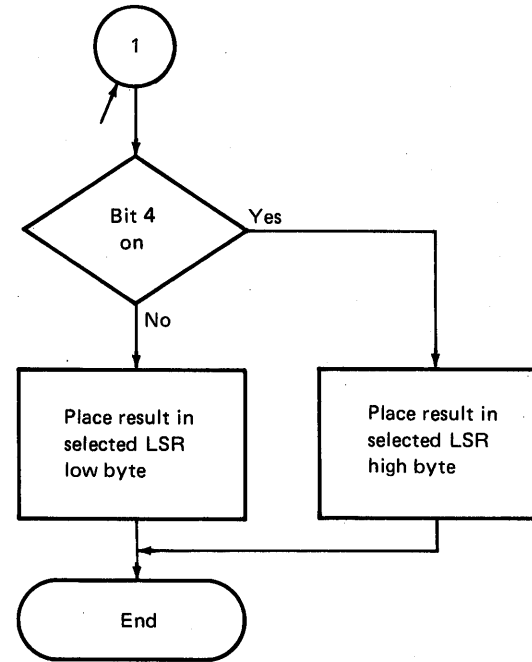 1
Bit 4
on
Yes
No
Place result in
selected LSR
low byte
Place result in
selected LSR
high byte
End